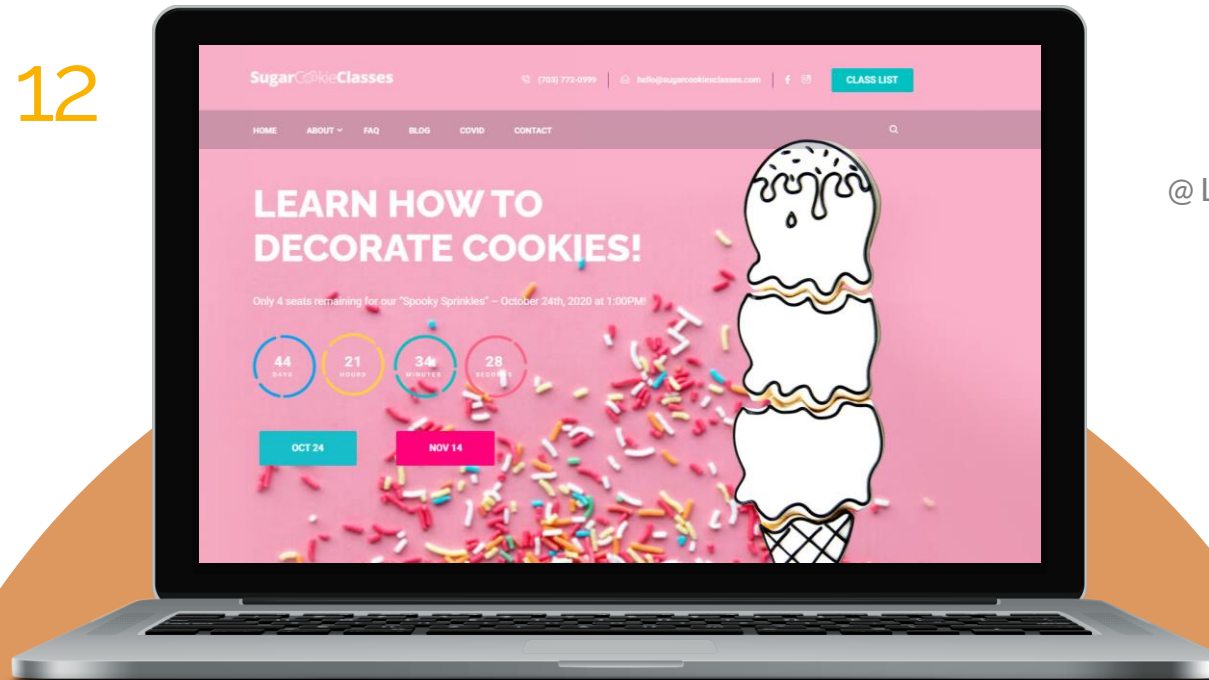 12
SugarCookieClasses
(703) 772-0999
hello@sugarcookieclasses.com
CLASS LIST
HOME
ABOUT
FAQ
BLOG
COVID
CONTACT
@ L
LEARN HOW TO
DECORATE COOKIES!
Only 4 seats remaining for our "Spooky Sprinkles" – October 24th, 2020 at 1:00PM!
44
DAYS
21
HOURS
34
MINUTES
28
SECONDS
OCT 24
NOV 14